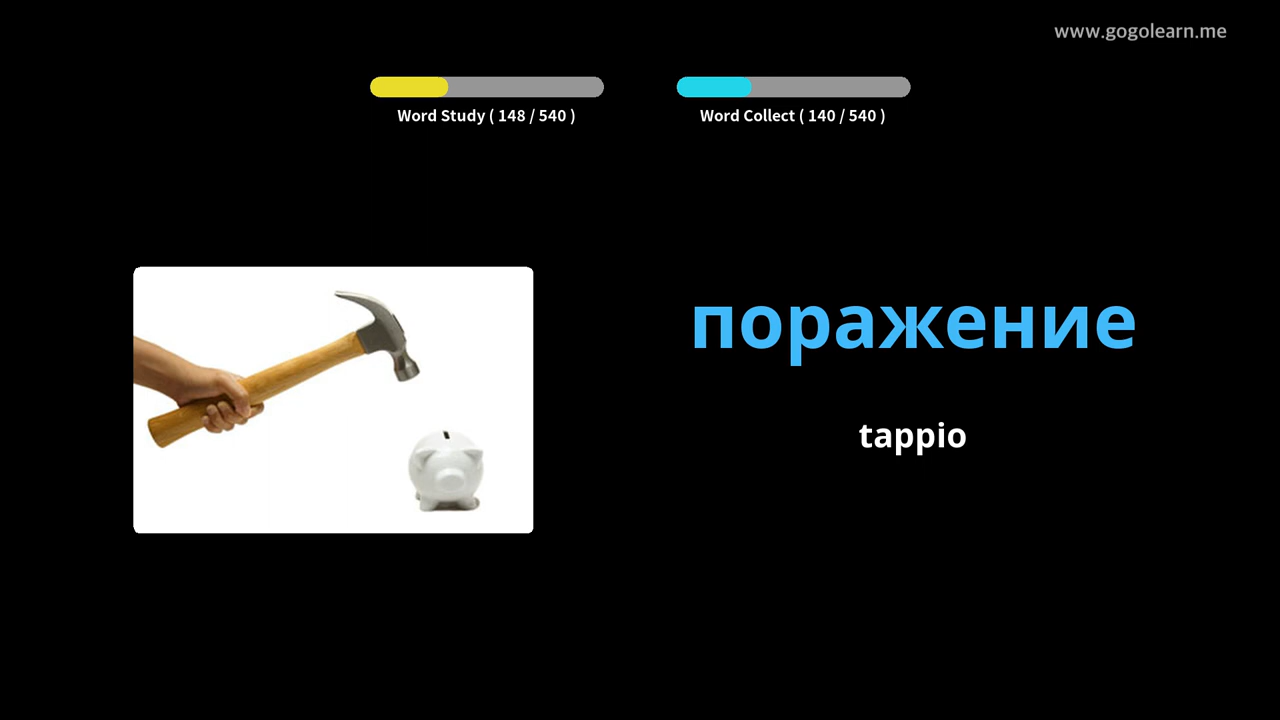 www.gogolearn.me
Word Study ( 148 / 540 )
Word Collect ( 140 / 540 )
поражение
tappio